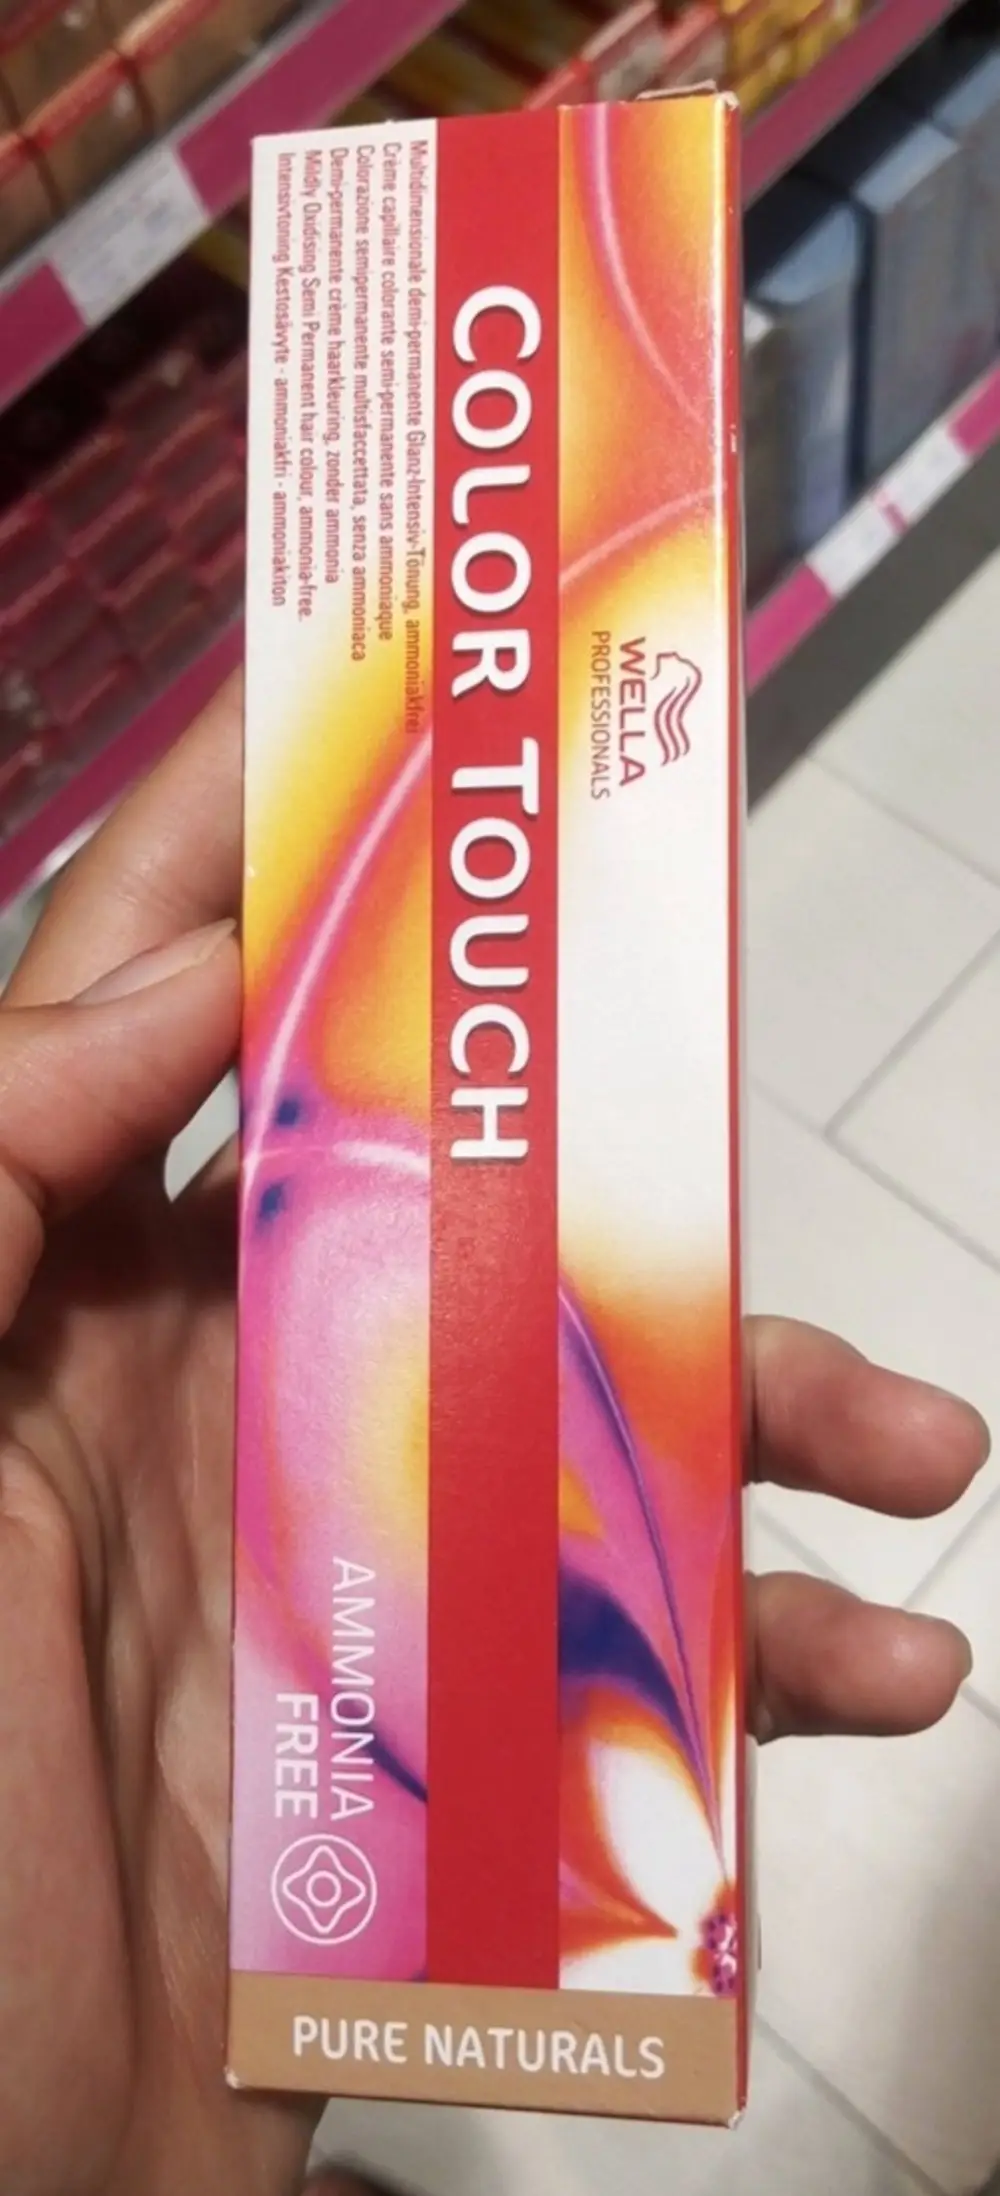 WELLA
PROFESSIONALS
COLOR TOUCH
Multidimensionale demi-permanente Glanz-Intensiv-Tönung, ammoniakfrei
Crème capillaire colorante semi-permanente sans ammoniaque
Colorazione semipermanente multisfaccettata, senza ammoniaca
Demi-permanente crème haarkleuring, zonder ammonia
Mildly Oxidising Semi Permanent hair colour, ammonia-free.
Intensivtoning Kestosävyte - ammoniakfri - ammoniakiton
AMMONIA
FREE
PURE NATURALS